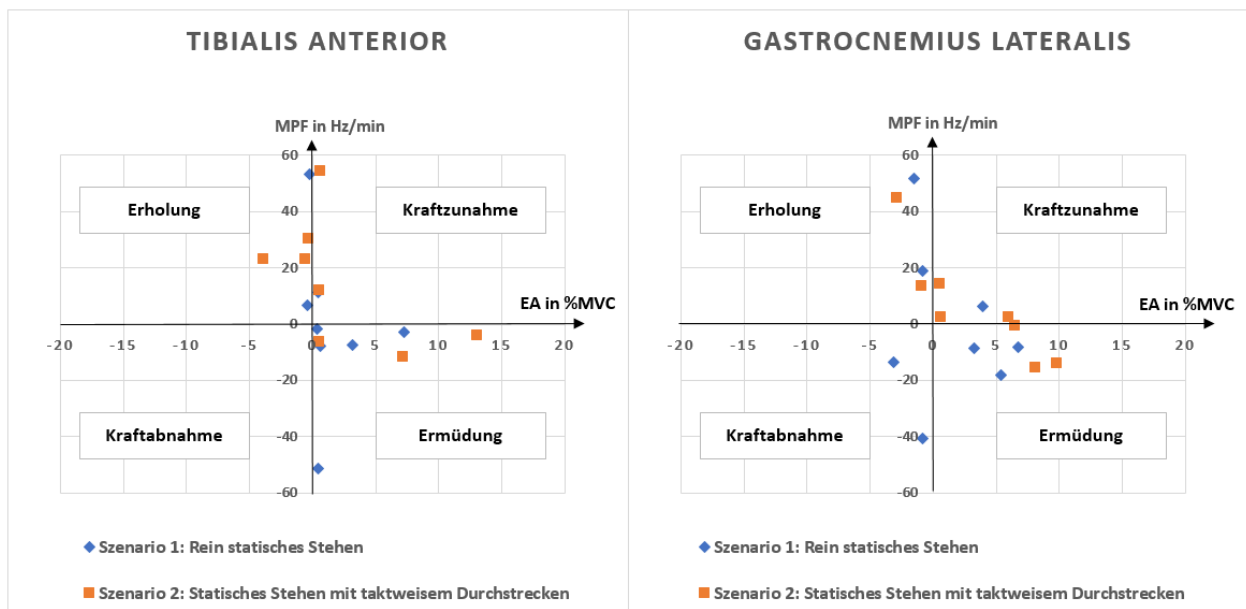 TIBIALIS ANTERIOR
MPF in Hz/min
60
Erholung
Kraftzunahme
40
20
EA in %MVC
0
-20 -15 -10 -5 0 5 10 15 20
-20
Kraftabnahme
Ermüdung
-40
-60
Szenario 1: Rein statisches Stehen
Szenario 2: Statisches Stehen mit taktweisem Durchstrecken
GASTROCNEMIUS LATERALIS
MPF in Hz/min
60
Erholung
Kraftzunahme
40
20
EA in %MVC
0
-20 -15 -10 -5 0 5 10 15 20
-20
Kraftabnahme
Ermüdung
-40
-60
Szenario 1: Rein statisches Stehen
Szenario 2: Statisches Stehen mit taktweisem Durchstrecken